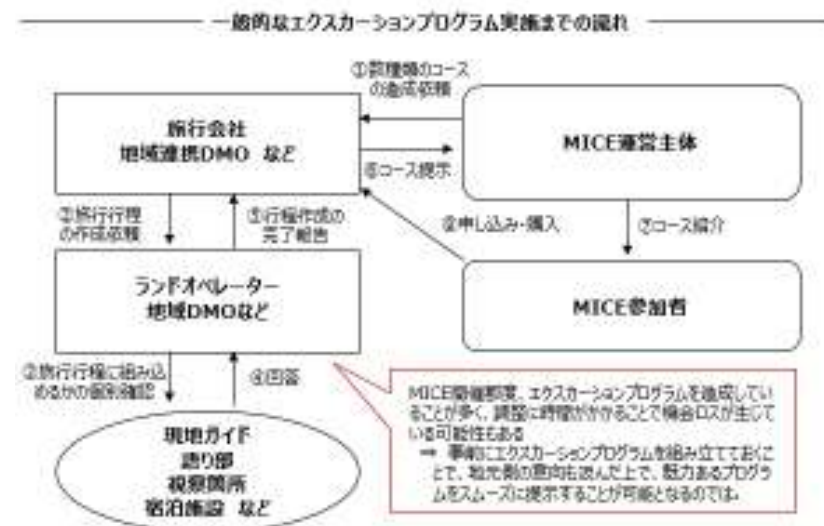 一般的なエクスカーションプログラム実施までの流れ
①数種類のコース
の造成依頼
旅行会社
地域連携DMO など
MICE運営主体
⑥コース提示
②旅行行程
の作成依頼
⑤行程作成の
完了報告
⑧申し込み・購入
⑦コース紹介
ランドオペレーター
地域DMOなど
MICE参加者
③旅行行程に組み込
めるかの個別確認
④回答
MICE開催都度、エクスカーションプログラムを造成してい
ることが多く、調整に時間がかかることで機会ロスが生じて
いる可能性もある
⇒ 事前にエクスカーションプログラムを組み立てておくこ
とで、地元側の意向も汲んだ上で、魅力あるプログラ
ムをスムーズに提示することが可能となるのでは。
現地ガイド
語り部
視察箇所
宿泊施設 など